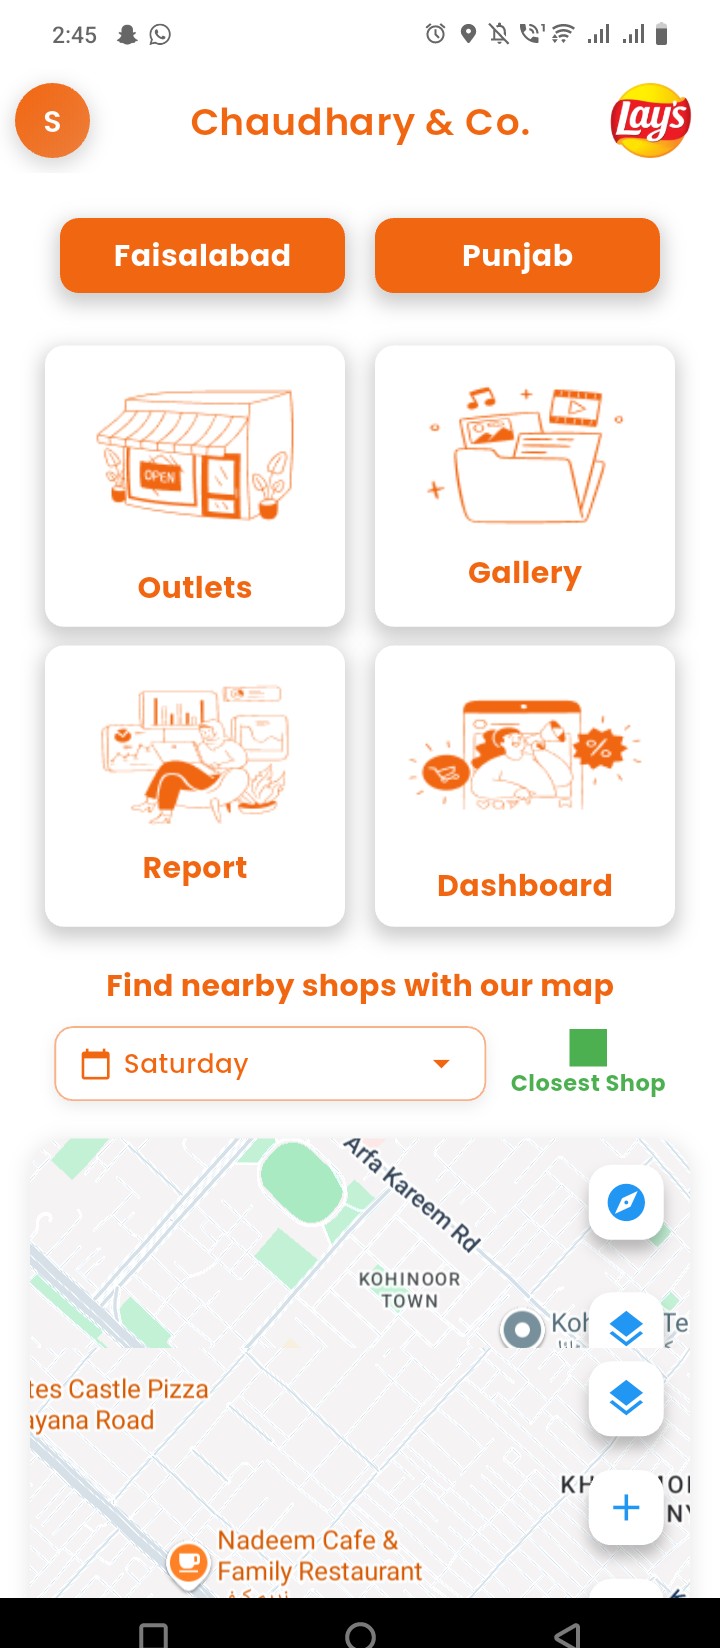 2:45
S
Chaudhary & Co.
Lay's
Faisalabad
Punjab
OPEN
Outlets
Gallery
Report
%
Dashboard
Find nearby shops with our map
Saturday
Closest Shop
Arfa Kareem Rd
KOHINOOR
TOWN
Koh
Te
tes Castle Pizza
ayana Road
KH
Nadeem Cafe &
Family Restaurant